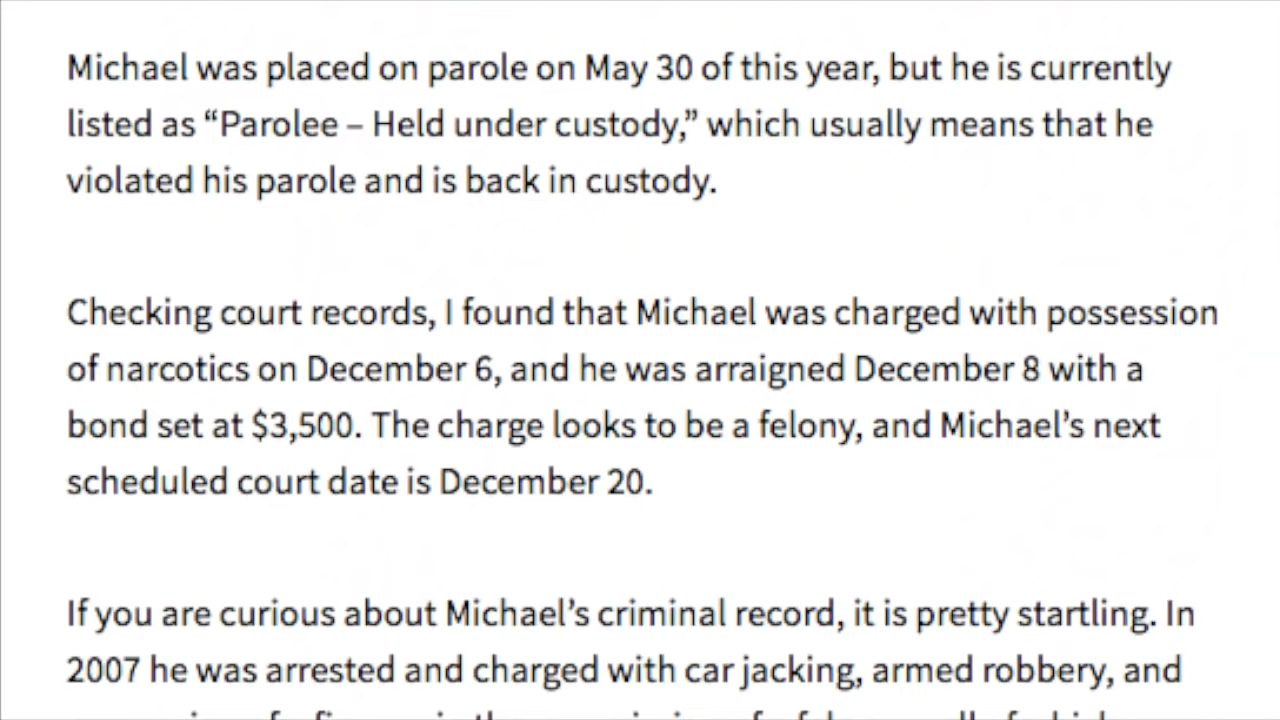 Michael was placed on parole on May 30 of this year, but he is currently
listed as “Parolee – Held under custody,” which usually means that he
violated his parole and is back in custody.
Checking court records, I found that Michael was charged with possession
of narcotics on December 6, and he was arraigned December 8 with a
bond set at $3,500. The charge looks to be a felony, and Michael’s next
scheduled court date is December 20.
If you are curious about Michael’s criminal record, it is pretty startling. In
2007 he was arrested and charged with car jacking, armed robbery, and